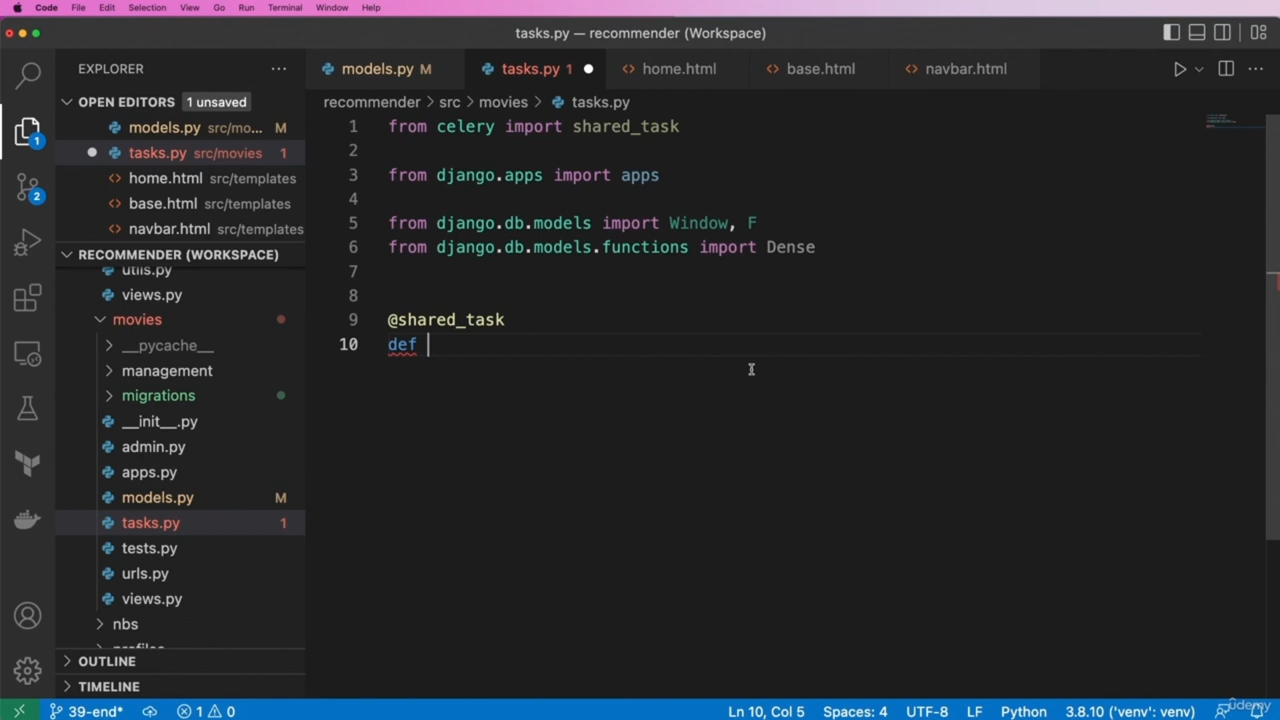 Code File Edit Selection View Go Run Terminal Window Help
tasks.py — recommender (Workspace)
EXPLORER
models.py M tasks.py 1 home.html base.html navbar.html
OPEN EDITORS 1 unsaved
models.py src/mo... M
tasks.py src/movies 1
home.html src/templates
base.html src/templates
navbar.html src/templates
RECOMMENDER (WORKSPACE)
utils.py
views.py
movies
__pycache__
management
migrations
__init__.py
admin.py
apps.py
models.py M
tasks.py 1
tests.py
urls.py
views.py
nbs
profiles
OUTLINE
TIMELINE
1
2
recommender > src > movies > tasks.py
1 from celery import shared_task
2
3 from django.apps import apps
4
5 from django.db.models import Window, F
6 from django.db.models.functions import Dense
7
8
9 @shared_task
10 def
39-end* 1 0 Ln 10, Col 5 Spaces: 4 UTF-8 LF Python 3.8.10 ('venv': venv)
ûdemy